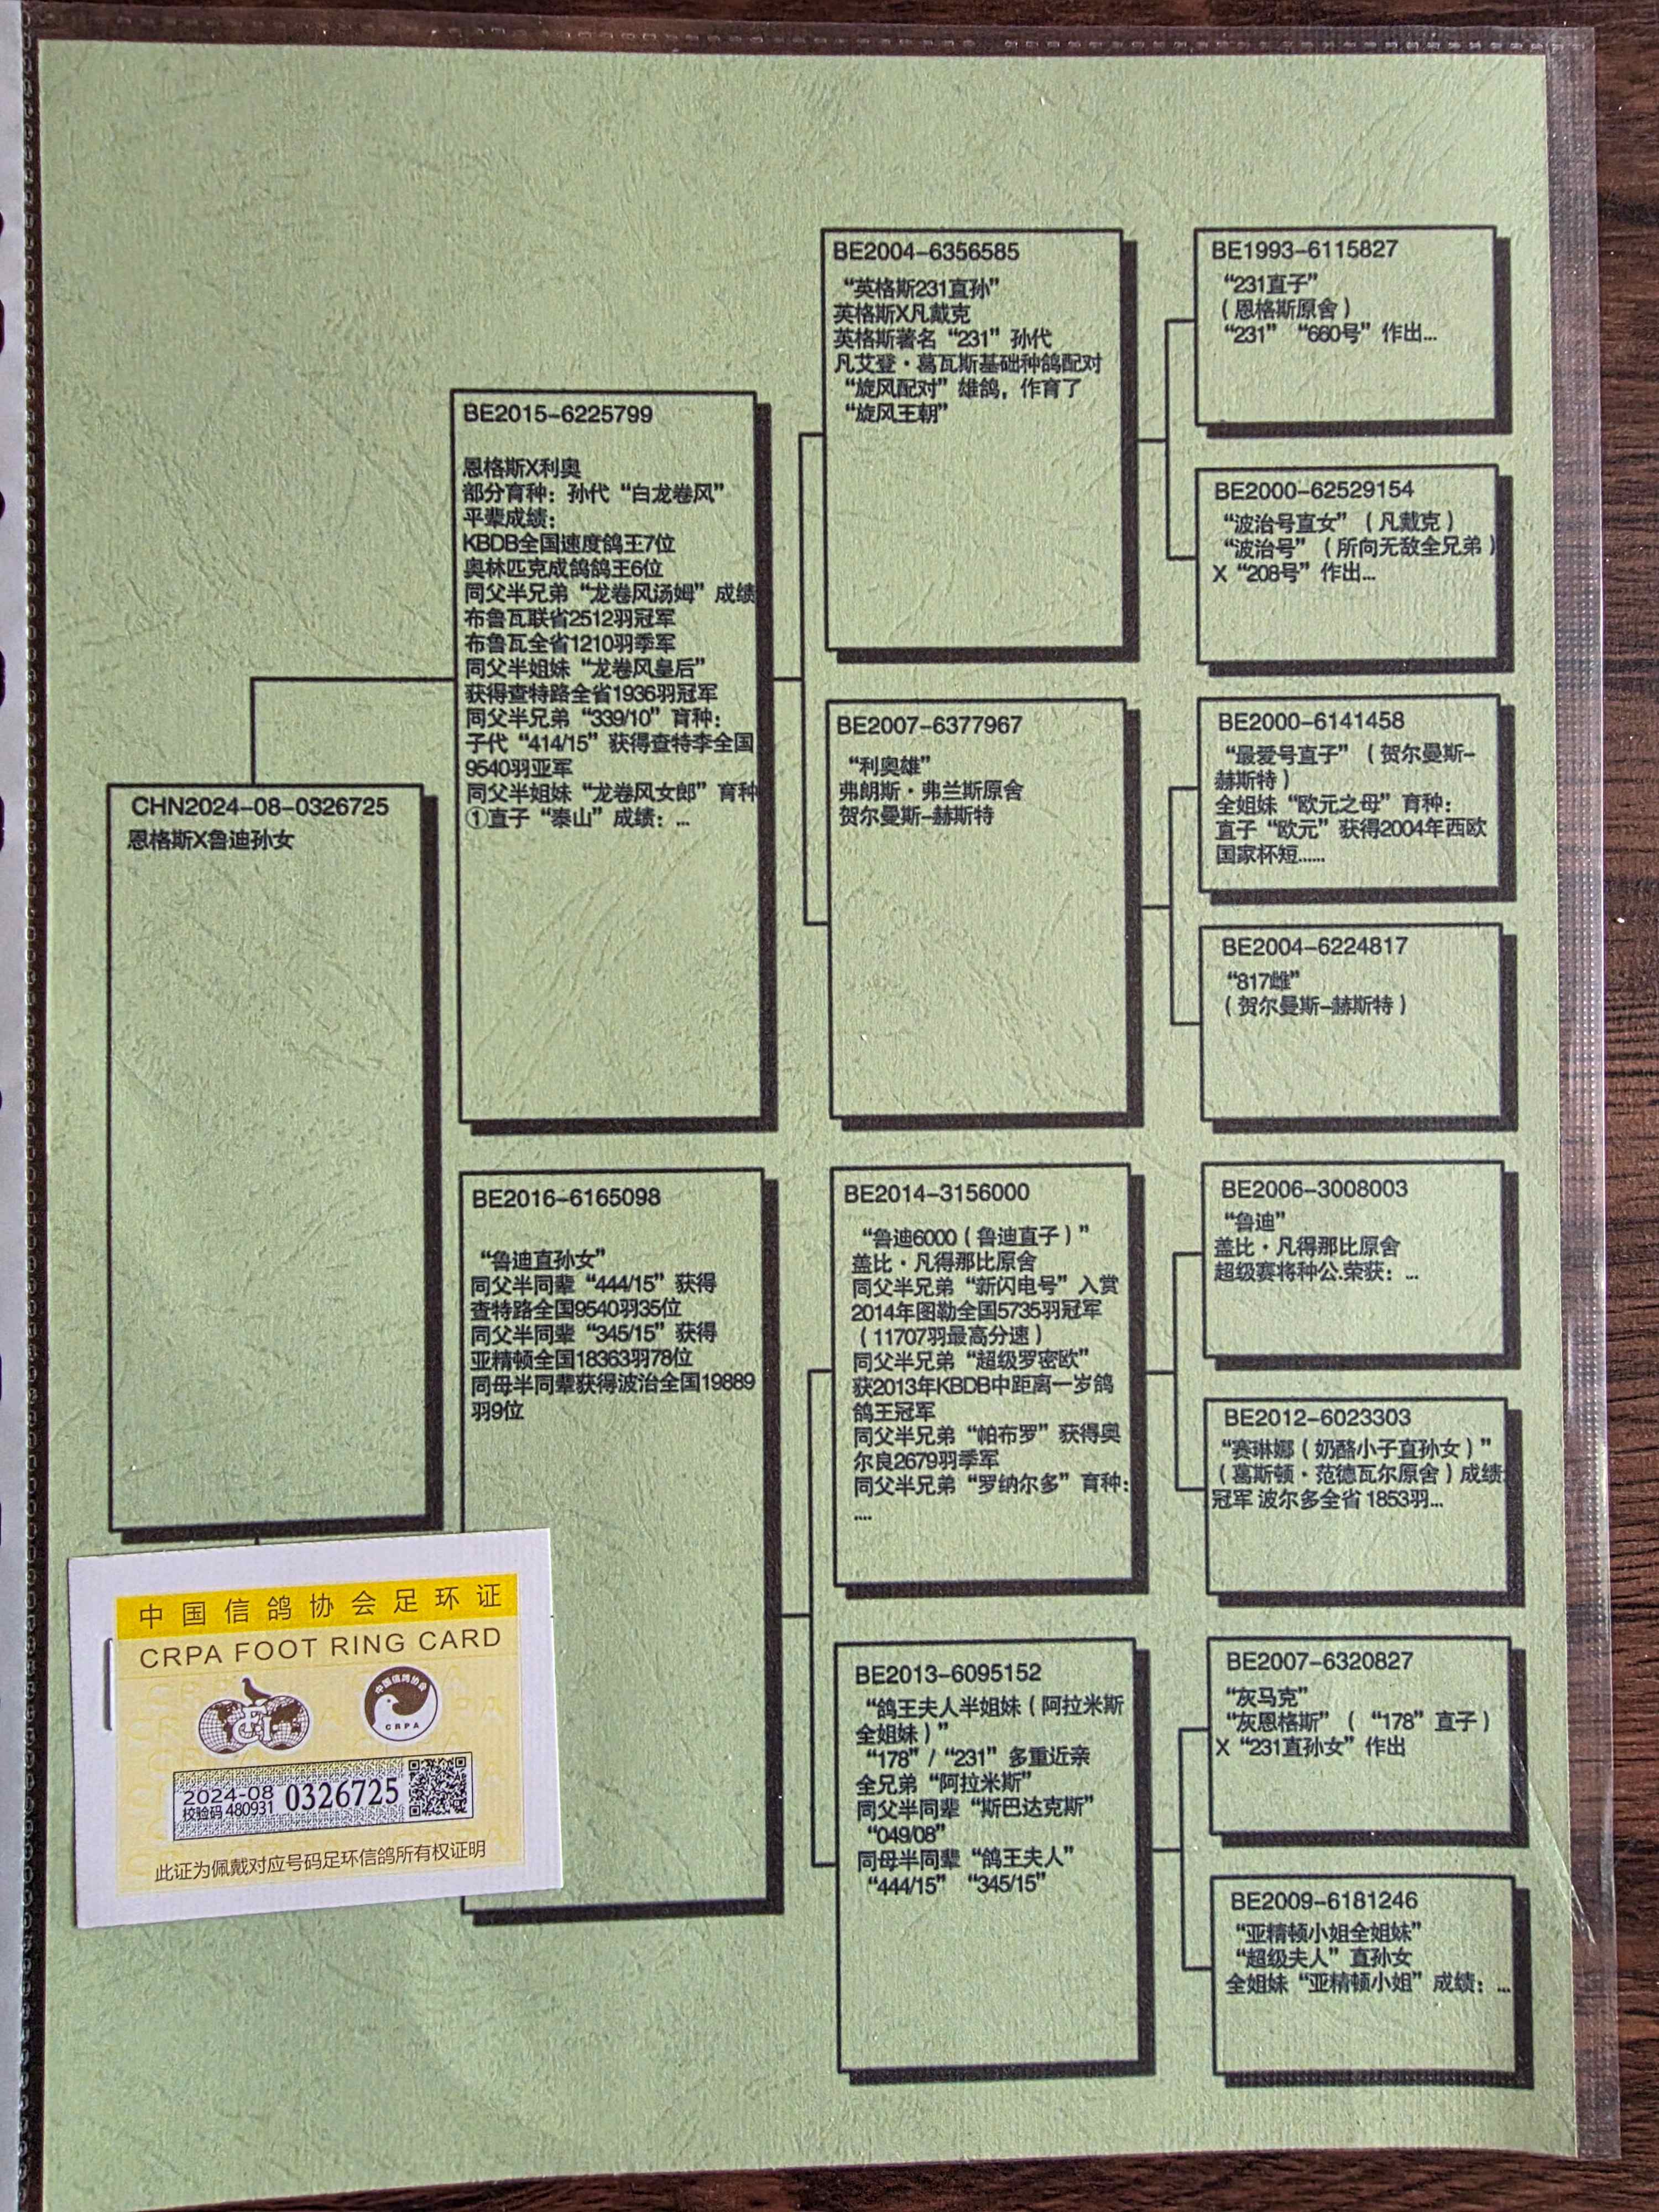 CHN2024-08-0326725
恩格斯X鲁迪孙女
BE2015-6225799
恩格斯X利奥
部分育种：孙代“白龙卷风”
平辈成绩：
KBDB全国速度鸽王7位
奥林匹克成鸽鸽王6位
同父半兄弟“龙卷风汤姆”成绩
布鲁瓦联省2512羽冠军
布鲁瓦全省1210羽季军
同父半姐妹“龙卷风皇后”
获得查特路全省1936羽冠军
同父半兄弟“339/10”育种：
子代“414/15”获得查特李全国
9540羽亚军
同父半姐妹“龙卷风女郎”育种
①直子“泰山”成绩：...
BE2016-6165098
“鲁迪直孙女”
同父半同辈“444/15”获得
查特路全国9540羽35位
同父半同辈“345/15”获得
亚精顿全国18363羽78位
同母半同辈获得波治全国19889
羽9位
BE2004-6356585
“英格斯231直孙”
英格斯X凡戴克
英格斯著名“231”孙代
凡艾登·葛瓦斯基础种鸽配对
“旋风配对”雄鸽，作育了
“旋风王朝”
BE2007-6377967
“利奥雄”
弗朗斯·弗兰斯原舍
贺尔曼斯-赫斯特
BE2014-3156000
“鲁迪6000（鲁迪直子）”
盖比·凡得那比原舍
同父半兄弟“新闪电号”入赏
2014年图勒全国5735羽冠军
（11707羽最高分速）
同父半兄弟“超级罗密欧”
获2013年KBDB中距离一岁鸽
鸽王冠军
同父半兄弟“帕布罗”获得奥
尔良2679羽季军
同父半兄弟“罗纳尔多”育种：
....
BE2013-6095152
“鸽王夫人半姐妹（阿拉米斯
全姐妹）”
“178”/“231”多重近亲
全兄弟“阿拉米斯”
同父半同辈“斯巴达克斯”
“049/08”
同母半同辈“鸽王夫人”
“444/15”“345/15”
BE1993-6115827
“231直子”
（恩格斯原舍）
“231”“660号”作出...
BE2000-62529154
“波治号直女”（凡戴克）
“波治号”（所向无敌全兄弟）
X“208号”作出...
BE2000-6141458
“最爱号直子”（贺尔曼斯-
赫斯特）
全姐妹“欧元之母”育种：
直子“欧元”获得2004年西欧
国家杯短......
BE2004-6224817
“817雌”
（贺尔曼斯-赫斯特）
BE2006-3008003
“鲁迪”
盖比·凡得那比原舍
超级赛将种公.荣获：...
BE2012-6023303
“赛琳娜（奶酪小子直孙女）”
（葛斯顿·范德瓦尔原舍）成绩:
冠军 波尔多全省 1853羽...
BE2007-6320827
“灰马克”
“灰恩格斯”（“178”直子）
X“231直孙女”作出
BE2009-6181246
“亚精顿小姐全姐妹”
“超级夫人”直孙女
全姐妹“亚精顿小姐”成绩：...
中国信鸽协会足环证
CRPA FOOT RING CARD
中国信鸽协会
CRPA
2024-08 0326725
校验码 480931
此证为佩戴对应号码足环信鸽所有权证明